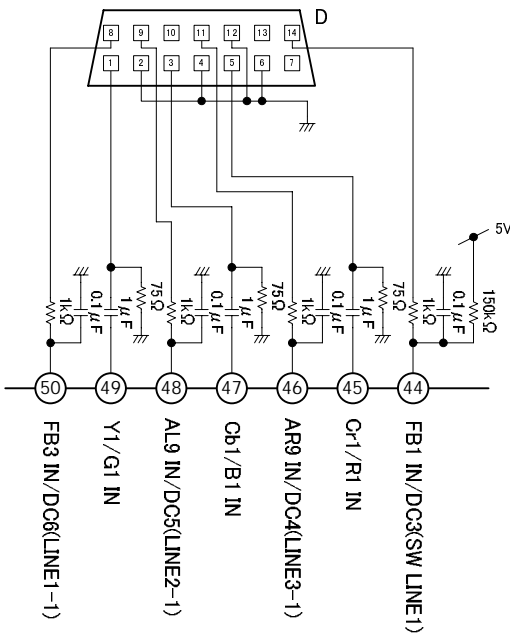 D
8 9 10 11 12 13 14
1 2 3 4 5 6 7
5V
1kΩ
0.1μF
1μF
75Ω
1kΩ
0.1μF
1μF
75Ω
1kΩ
0.1μF
1μF
75Ω
1kΩ
0.1μF
150kΩ
50 49 48 47 46 45 44
FB3 IN/DC6(LINE1-1)
Y1/G1 IN
AL9 IN/DC5(LINE2-1)
Cb1/B1 IN
AR9 IN/DC4(LINE3-1)
Cr1/R1 IN
FB1 IN/DC3(SW LINE1)